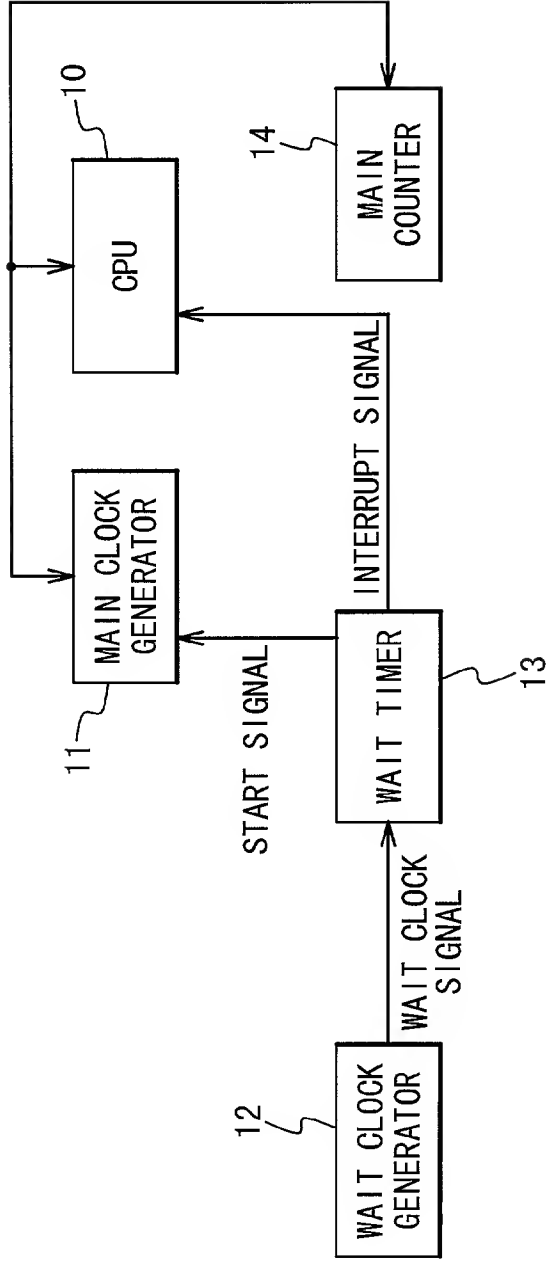 11
MAIN CLOCK
GENERATOR
10
CPU
START SIGNAL
INTERRUPT SIGNAL
14
MAIN
COUNTER
12
WAIT CLOCK
GENERATOR
WAIT CLOCK
SIGNAL
WAIT TIMER
13